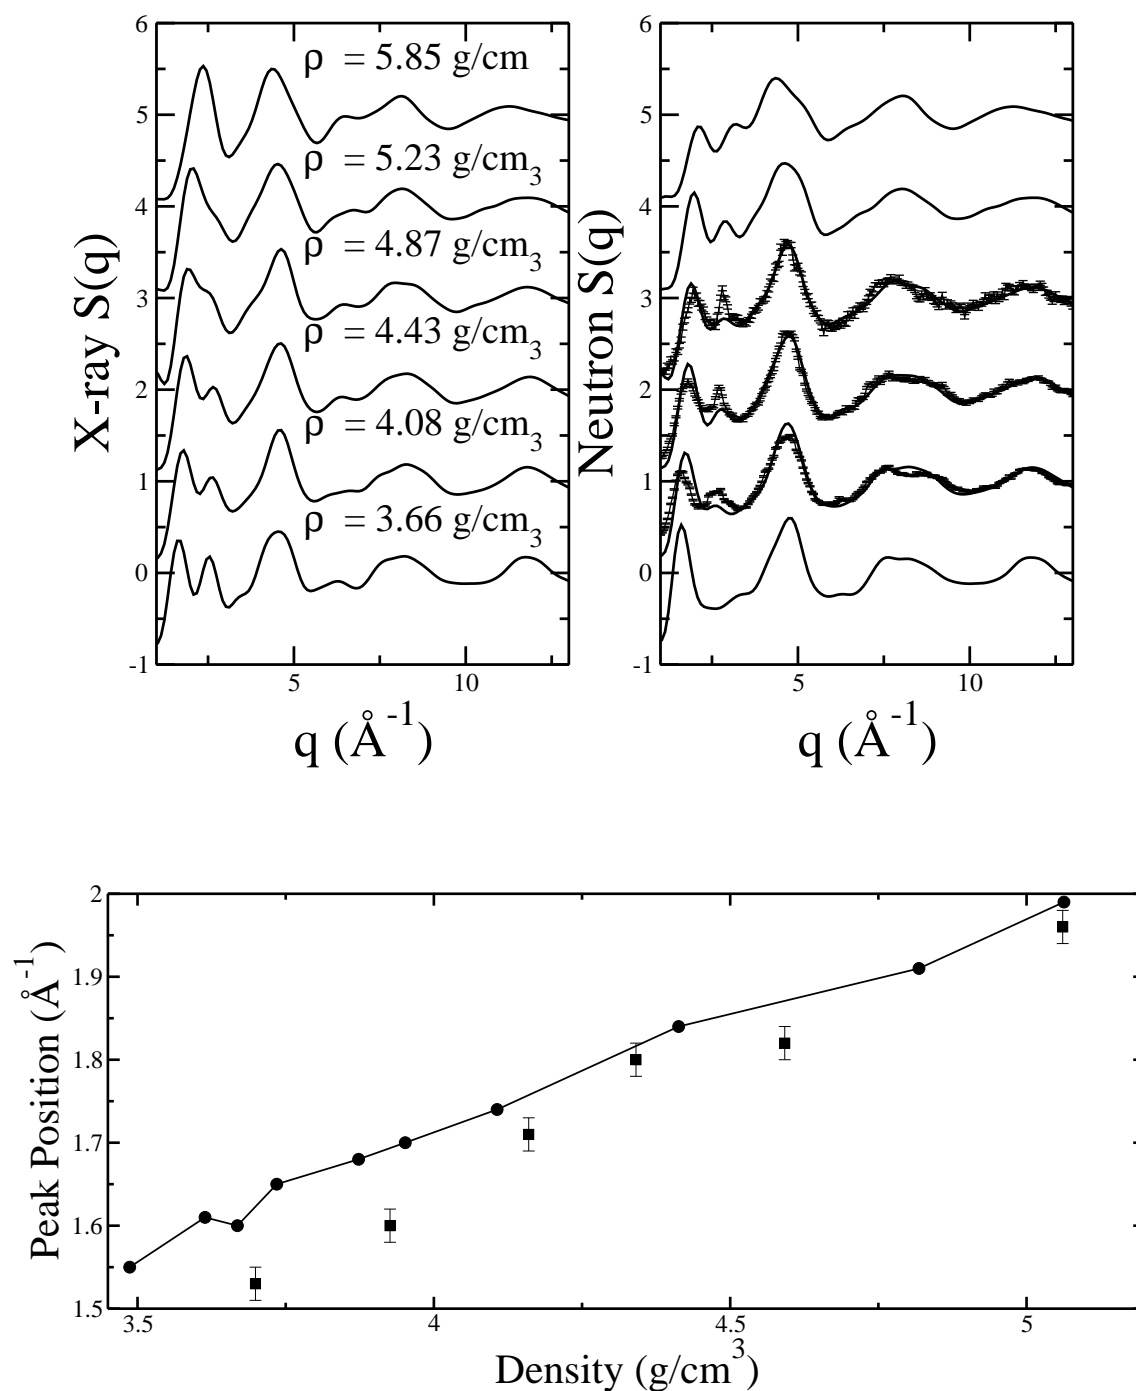 6
5
4
3
2
1
0
-1
5
10
X-ray S(q)
q (Å-1)
ρ = 5.85 g/cm
ρ = 5.23 g/cm3
ρ = 4.87 g/cm3
ρ = 4.43 g/cm3
ρ = 4.08 g/cm3
ρ = 3.66 g/cm3
6
5
4
3
2
1
0
-1
5
10
Neutron S(q)
q (Å-1)
2
1.9
1.8
1.7
1.6
1.5
3.5
4
4.5
5
Peak Position (Å-1)
Density (g/cm3)